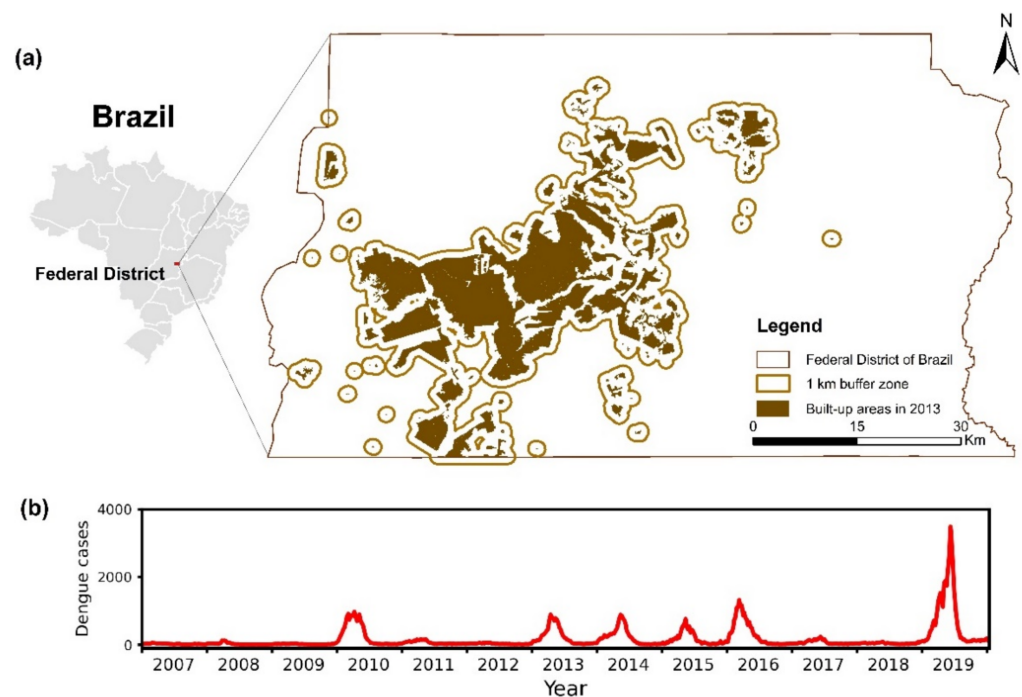 (a)
N
Brazil
Federal District
Legend
Federal District of Brazil
1 km buffer zone
Built-up areas in 2013
0 15 30
Km
(b)
Dengue cases
4000
2000
0
2007 2008 2009 2010 2011 2012 2013 2014 2015 2016 2017 2018 2019
Year